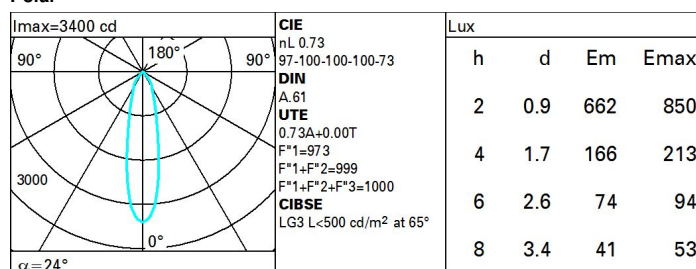 Imax=3400 cd
90° 180° 90°
3000
0°
α=24°
CIE
nL 0.73
97-100-100-100-73
DIN
A.61
UTE
0.73A+0.00T
F"1=973
F"1+F"2=999
F"1+F"2+F"3=1000
CIBSE
LG3 L<500 cd/m² at 65°
Lux
h d Em Emax
2 0.9 662 850
4 1.7 166 213
6 2.6 74 94
8 3.4 41 53